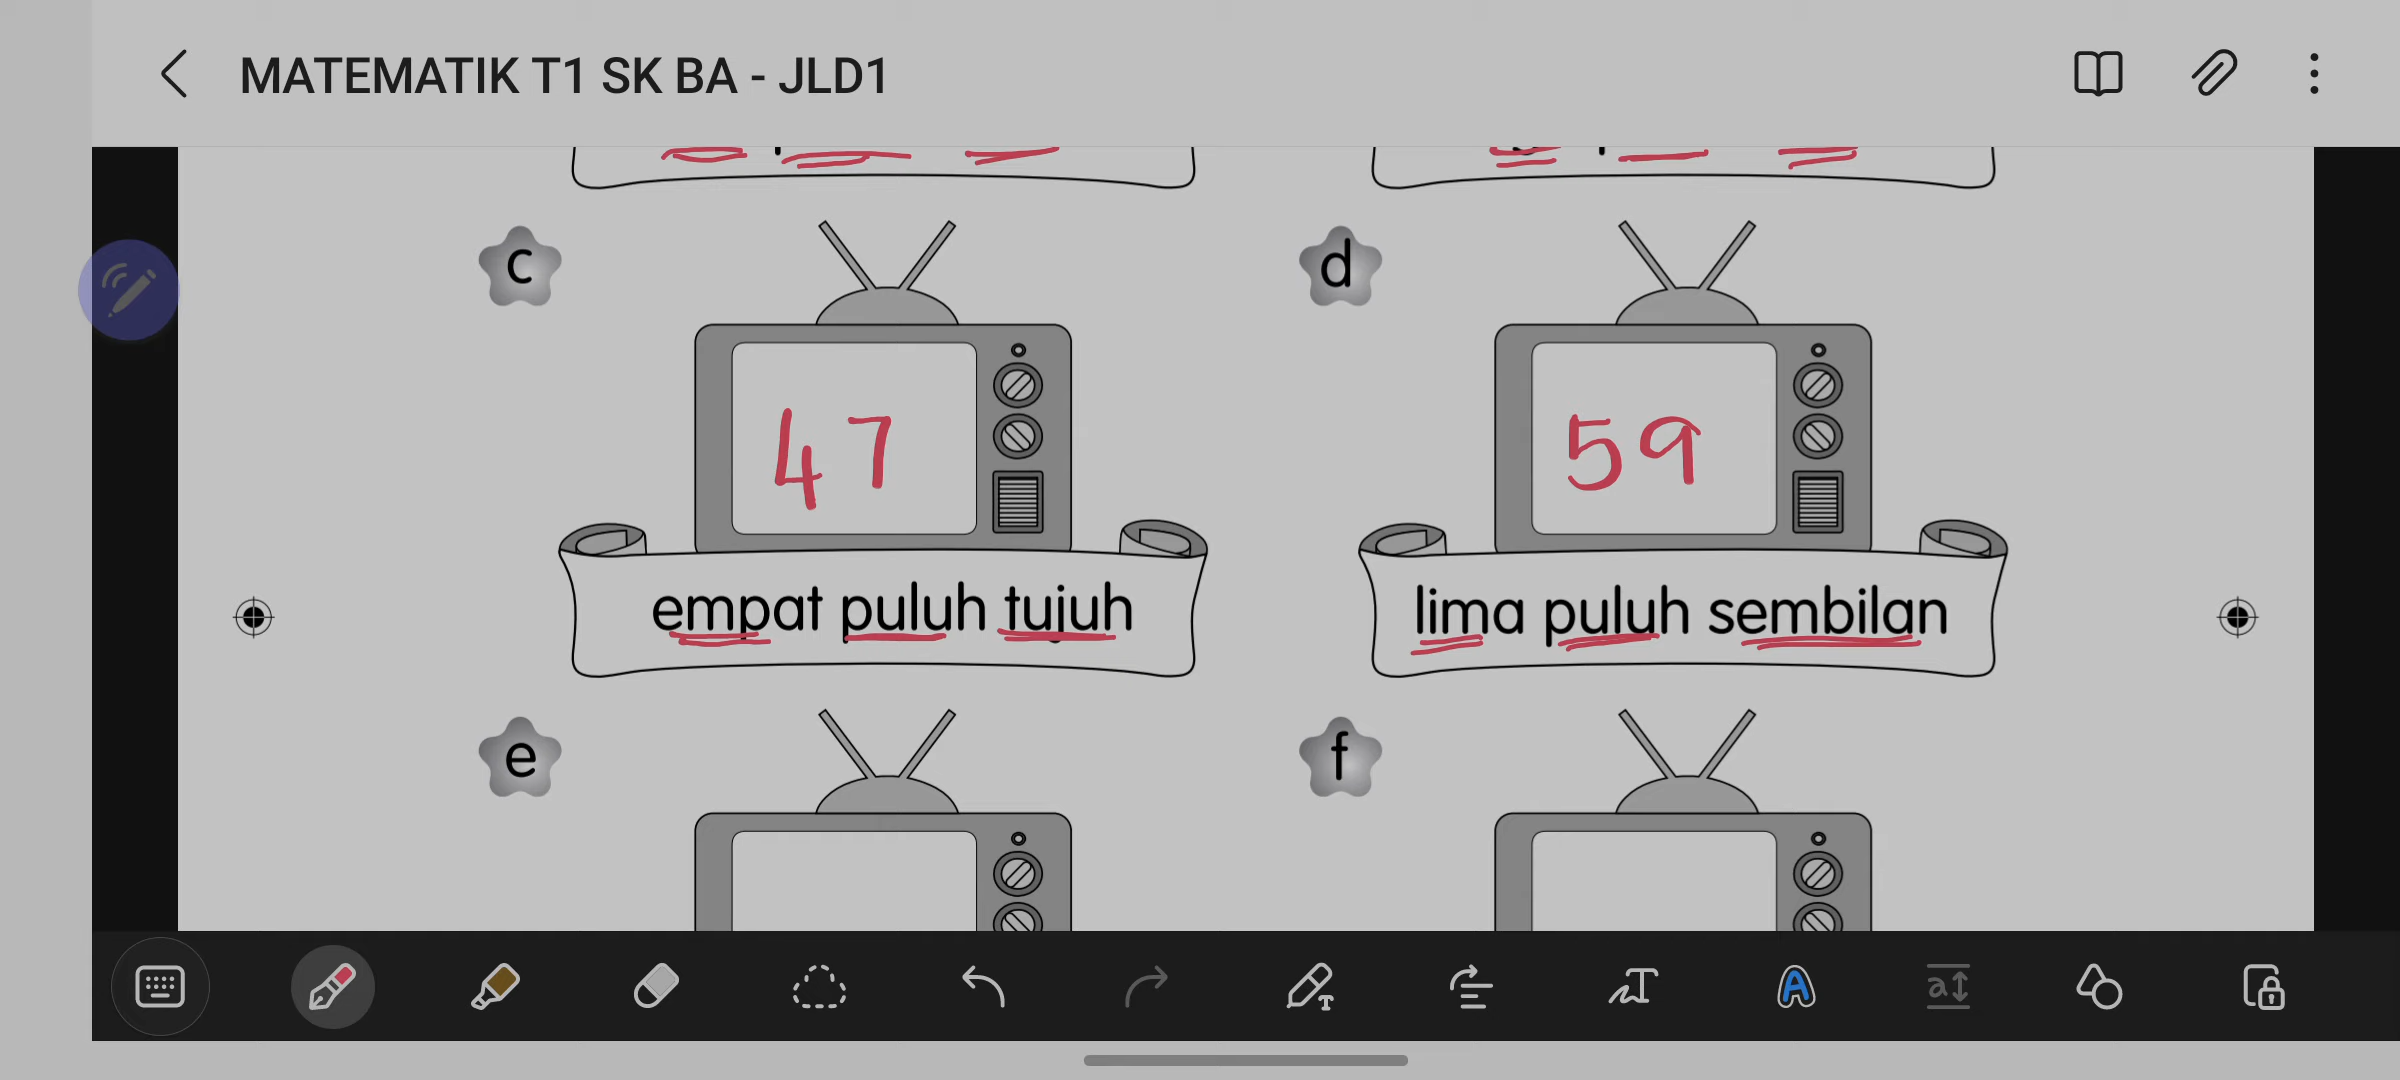 MATEMATIK T1 SK BA - JLD1
c
d
47
59
empat puluh tujuh
lima puluh sembilan
e
f